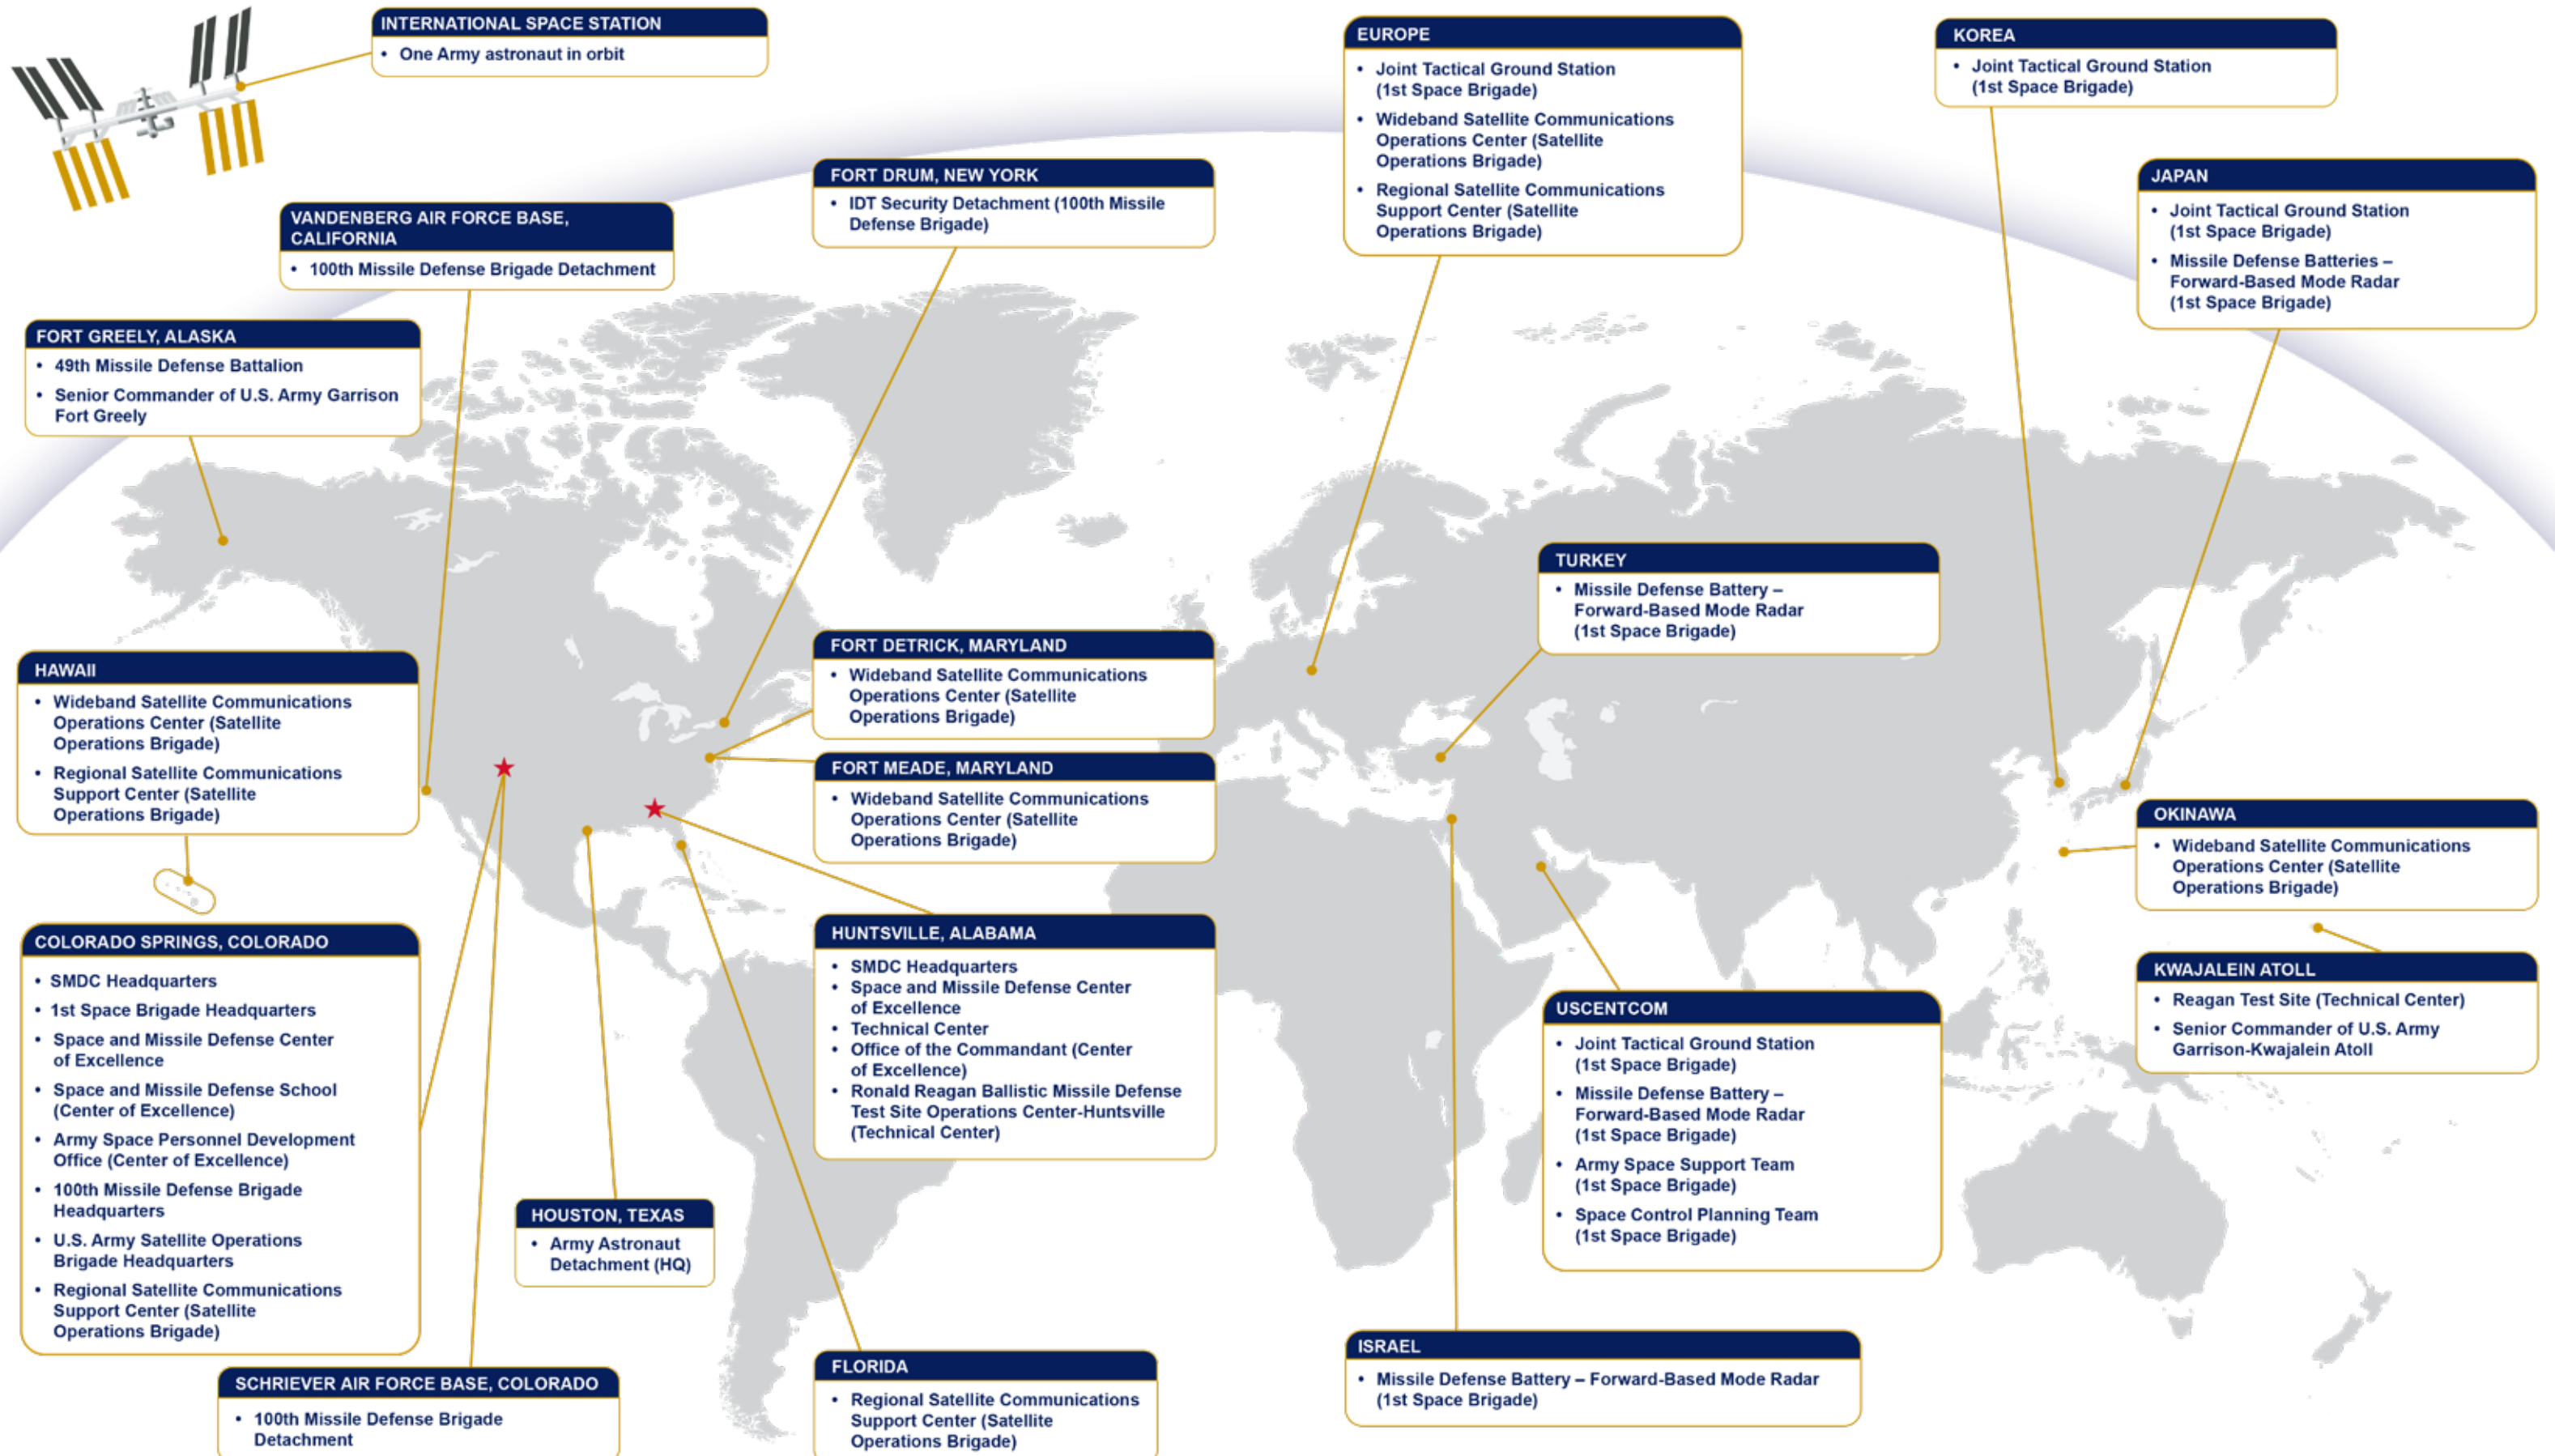 INTERNATIONAL SPACE STATION
• One Army astronaut in orbit
VANDENBERG AIR FORCE BASE,
CALIFORNIA
• 100th Missile Defense Brigade Detachment
FORT GREELY, ALASKA
• 49th Missile Defense Battalion
• Senior Commander of U.S. Army Garrison
Fort Greely
HAWAII
• Wideband Satellite Communications
Operations Center (Satellite
Operations Brigade)
• Regional Satellite Communications
Support Center (Satellite
Operations Brigade)
COLORADO SPRINGS, COLORADO
• SMDC Headquarters
• 1st Space Brigade Headquarters
• Space and Missile Defense Center
of Excellence
• Space and Missile Defense School
(Center of Excellence)
• Army Space Personnel Development
Office (Center of Excellence)
• 100th Missile Defense Brigade
Headquarters
• U.S. Army Satellite Operations
Brigade Headquarters
• Regional Satellite Communications
Support Center (Satellite
Operations Brigade)
SCHRIEVER AIR FORCE BASE, COLORADO
• 100th Missile Defense Brigade
Detachment
HOUSTON, TEXAS
• Army Astronaut
Detachment (HQ)
FORT DRUM, NEW YORK
• IDT Security Detachment (100th Missile
Defense Brigade)
FORT DETRICK, MARYLAND
• Wideband Satellite Communications
Operations Center (Satellite
Operations Brigade)
FORT MEADE, MARYLAND
• Wideband Satellite Communications
Operations Center (Satellite
Operations Brigade)
HUNTSVILLE, ALABAMA
• SMDC Headquarters
• Space and Missile Defense Center
of Excellence
• Technical Center
• Office of the Commandant (Center
of Excellence)
• Ronald Reagan Ballistic Missile Defense
Test Site Operations Center-Huntsville
(Technical Center)
FLORIDA
• Regional Satellite Communications
Support Center (Satellite
Operations Brigade)
EUROPE
• Joint Tactical Ground Station
(1st Space Brigade)
• Wideband Satellite Communications
Operations Center (Satellite
Operations Brigade)
• Regional Satellite Communications
Support Center (Satellite
Operations Brigade)
TURKEY
• Missile Defense Battery –
Forward-Based Mode Radar
(1st Space Brigade)
USCENTCOM
• Joint Tactical Ground Station
(1st Space Brigade)
• Missile Defense Battery –
Forward-Based Mode Radar
(1st Space Brigade)
• Army Space Support Team
(1st Space Brigade)
• Space Control Planning Team
(1st Space Brigade)
ISRAEL
• Missile Defense Battery – Forward-Based Mode Radar
(1st Space Brigade)
KOREA
• Joint Tactical Ground Station
(1st Space Brigade)
JAPAN
• Joint Tactical Ground Station
(1st Space Brigade)
• Missile Defense Batteries –
Forward-Based Mode Radar
(1st Space Brigade)
OKINAWA
• Wideband Satellite Communications
Operations Center (Satellite
Operations Brigade)
KWAJALEIN ATOLL
• Reagan Test Site (Technical Center)
• Senior Commander of U.S. Army
Garrison-Kwajalein Atoll